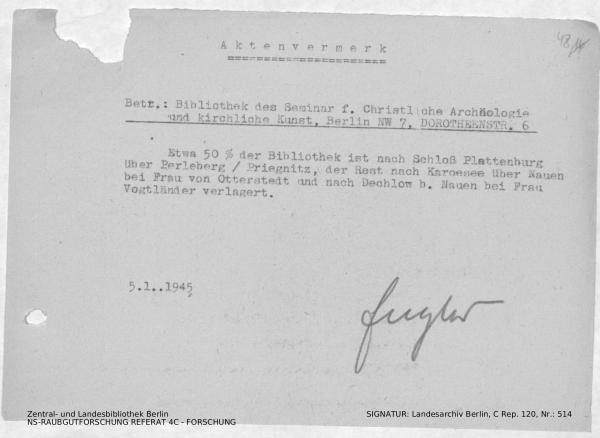 48/4
Aktenvermerk
Betr.: Bibliothek des Seminar f. Christliche Archäologie
und kirchliche Kunst, Berlin NW 7, DOROTHEENSTR. 6
Etwa 50 % der Bibliothek ist nach Schloß Plattenburg
über Perleberg / Priegnitz, der Rest nach Karoesee über Nauen
bei Frau von Otterstedt und nach Dechlow b. Nauen bei Frau
Vogtländer verlagert.
5.1..1945
Zentral- und Landesbibliothek Berlin
NS-RAUBGUTFORSCHUNG REFERAT 4C - FORSCHUNG
SIGNATUR: Landesarchiv Berlin, C Rep. 120, Nr.: 514